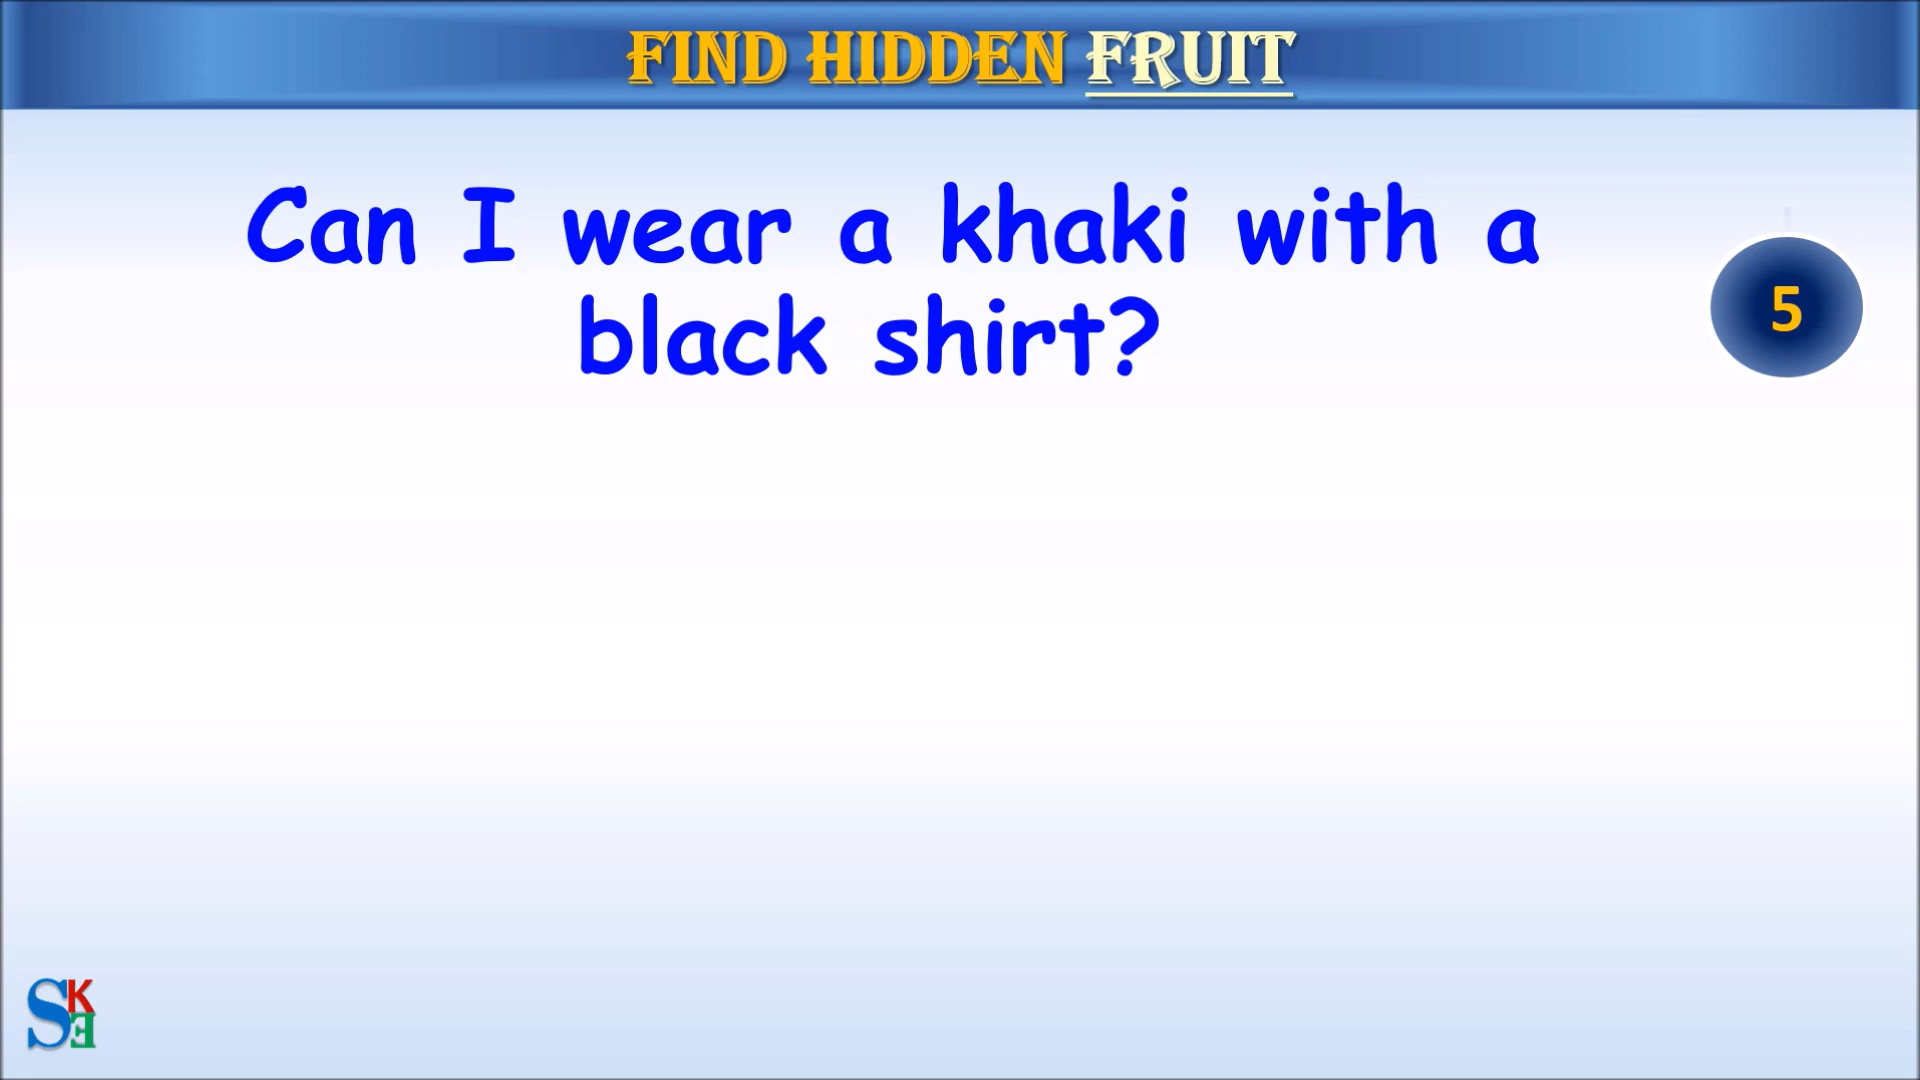 FIND HIDDEN FRUIT
Can I wear a khaki with a
black shirt?
5
SKE